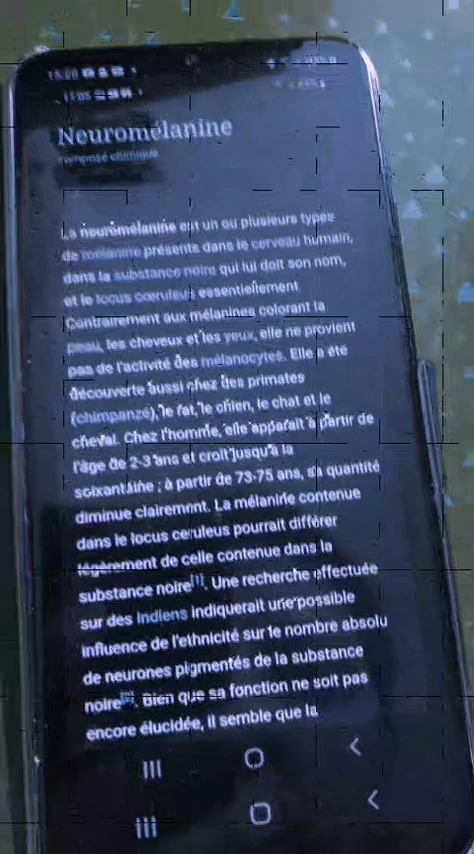 Neuromélanine
composé chimique
La neuromélanine est un ou plusieurs types
de mélanine présents dans le cerveau humain,
dans la substance noire qui lui doit son nom,
et le locus cœruleus essentiellement.
Contrairement aux mélanines colorant la
peau, les cheveux et les yeux, elle ne provient
pas de l'activité des mélanocytes. Elle a été
découverte aussi chez des primates
(chimpanzé), le rat, le chien, le chat et le
cheval. Chez l'homme, elle apparaît à partir de
l'âge de 2-3 ans et croît jusqu'à la
soixantaine ; à partir de 73-75 ans, sa quantité
diminue clairement. La mélanine contenue
dans le locus cœruleus pourrait différer
légèrement de celle contenue dans la
substance noire[1]. Une recherche effectuée
sur des Indiens indiquerait une possible
influence de l'ethnicité sur le nombre absolu
de neurones pigmentés de la substance
noire[2]. Bien que sa fonction ne soit pas
encore élucidée, il semble que la